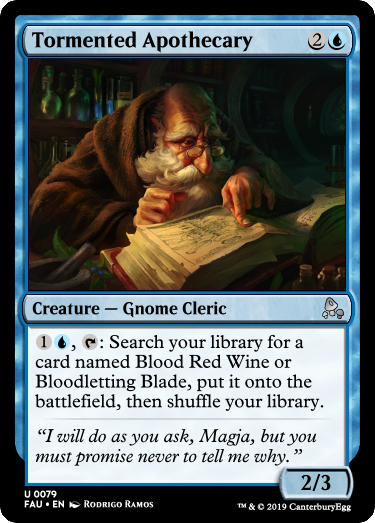 Tormented Apothecary 2
Creature — Gnome Cleric
1 , : Search your library for a
card named Blood Red Wine or
Bloodletting Blade, put it onto the
battlefield, then shuffle your library.
“I will do as you ask, Magja, but you
must promise never to tell me why.”
2/3
U 0079
FAU • EN Rodrigo Ramos
™ & © 2019 CanterburyEgg